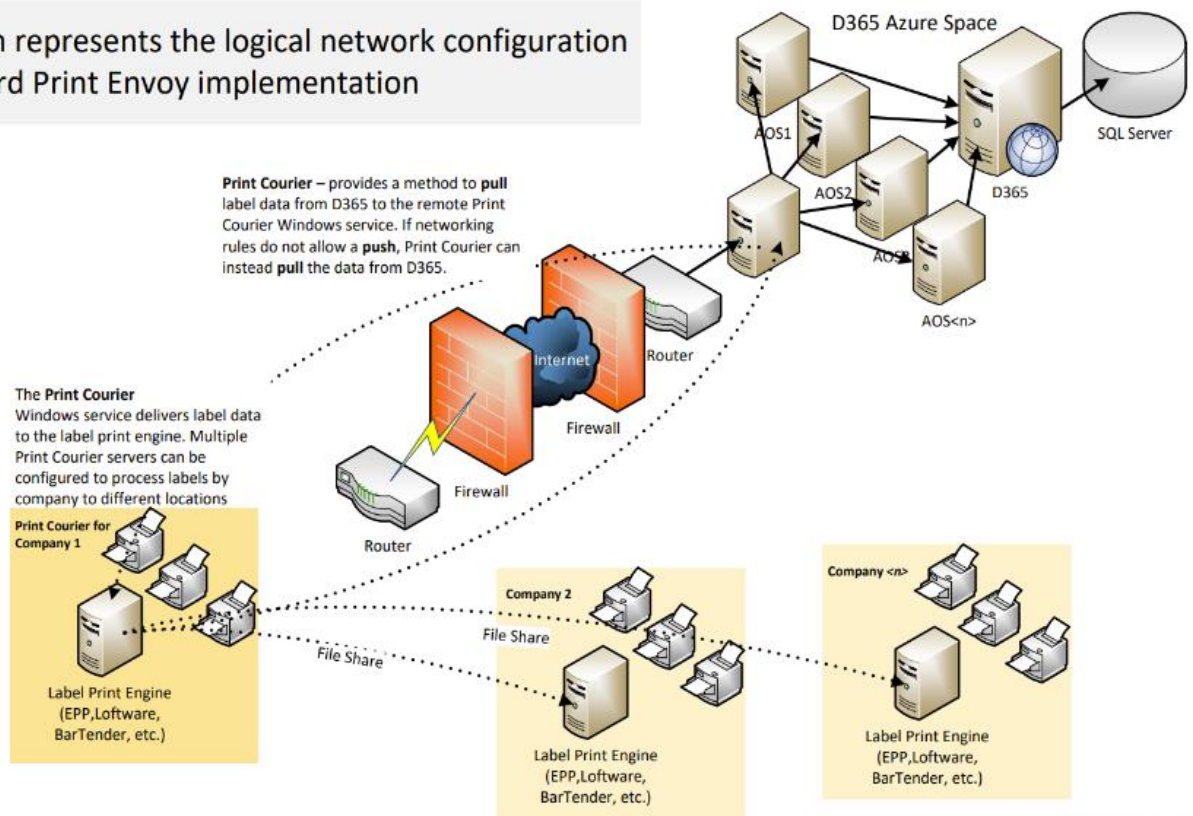 n represents the logical network configuration
rd Print Envoy implementation
D365 Azure Space
SQL Server
D365
AOS1
AOS2
AOS<n>
Print Courier – provides a method to pull
label data from D365 to the remote Print
Courier Windows service. If networking
rules do not allow a push, Print Courier can
instead pull the data from D365.
Internet
Router
Firewall
Firewall
Router
The Print Courier
Windows service delivers label data
to the label print engine. Multiple
Print Courier servers can be
configured to process labels by
company to different locations
Print Courier for
Company 1
Label Print Engine
(EPP,Loftware,
BarTender, etc.)
File Share
File Share
Company 2
Label Print Engine
(EPP,Loftware,
BarTender, etc.)
Company <n>
Label Print Engine
(EPP,Loftware,
BarTender, etc.)